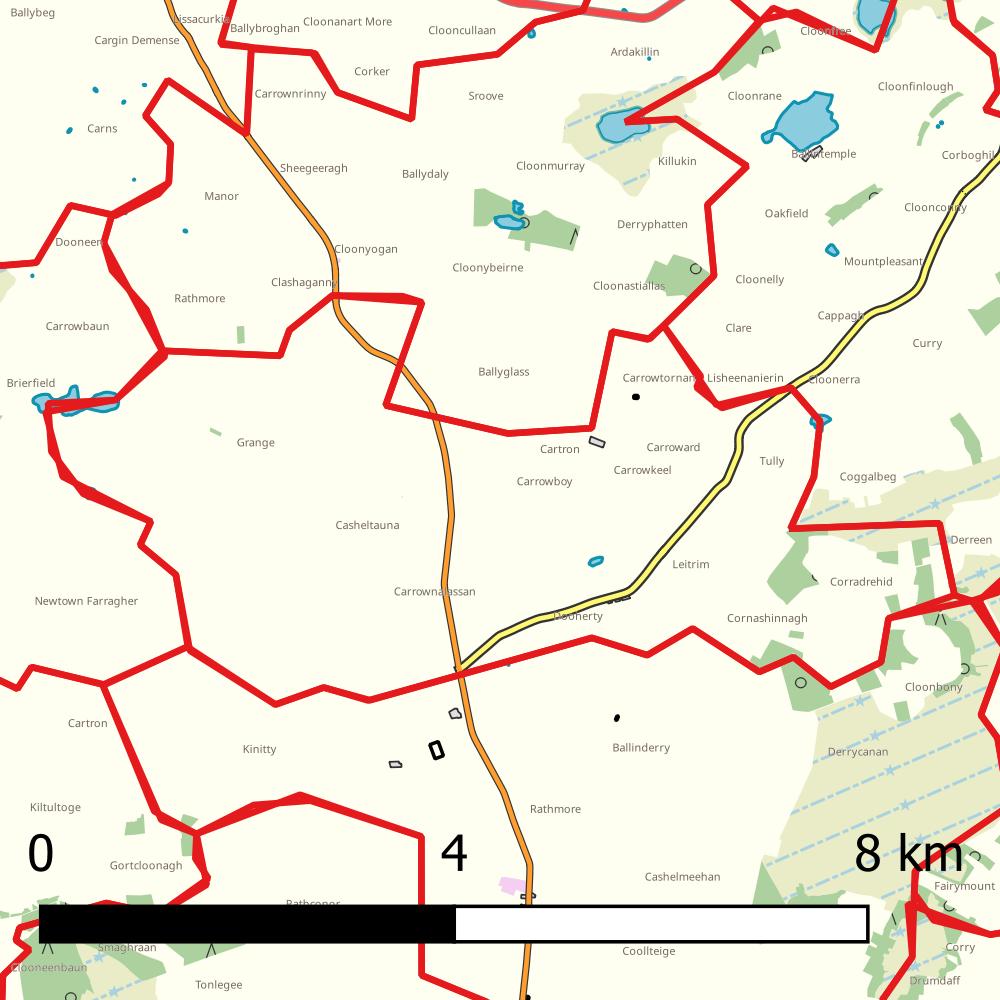 Ballybeg
Lissacurkia
Cloonanart More
Ballybroghan
Clooncullaan
Cloonfree
Cargin Demense
Ardakillin
Corker
Cloonfinlough
Carrownrinny
Sroove
Cloonrane
Carns
Ballintemple
Corboghil
Killukin
Sheegeeragh
Cloonmurray
Ballydaly
Manor
Cloonconny
Oakfield
Derryphatten
Dooneen
Cloonyogan
Mountpleasant
Cloonybeirne
Clashaganny
Cloonelly
Cloonastiallas
Rathmore
Cappagh
Carrowbaun
Clare
Curry
Ballyglass
Carrowtornan
Lisheenanierin
Cloonerra
Brierfield
Grange
Cartron
Carroward
Tully
Carrowkeel
Coggalbeg
Carrowboy
Casheltauna
Derreen
Leitrim
Corradrehid
Carrownalassan
Newtown Farragher
Dooherty
Cornashinnagh
Cloonbony
Cartron
Kinitty
Ballinderry
Derrycanan
Kiltultoge
Rathmore
0 4 8 km
Gortcloonagh
Cashelmeehan
Fairymount
Rathconor
Smaghraan
Coollteige
Corry
Clooneenbaun
Tonlegee
Drumdaff